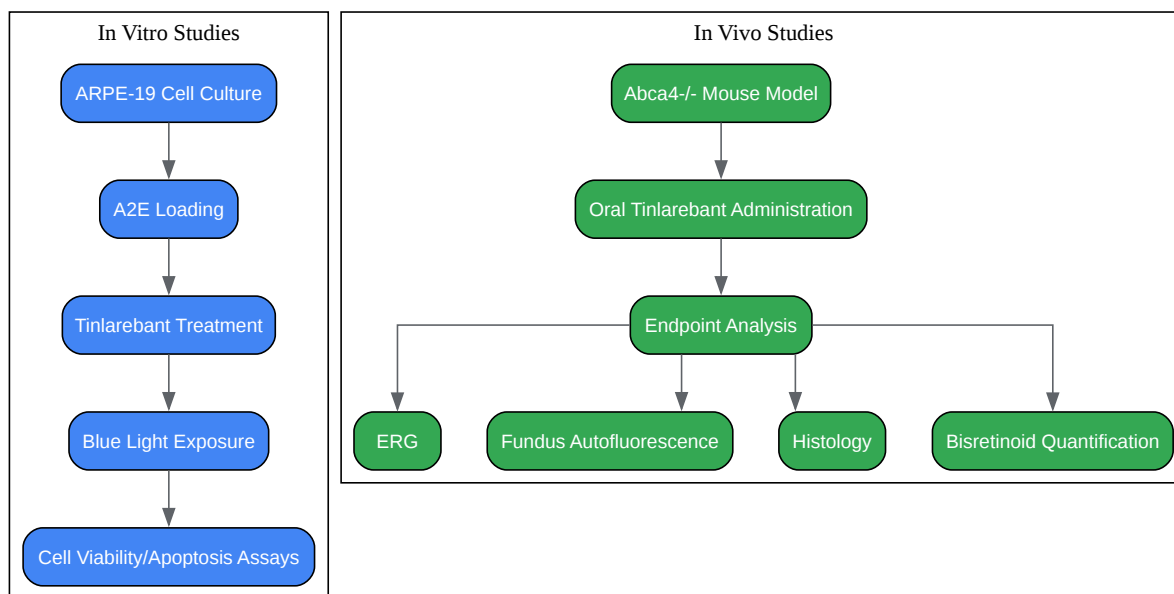 In Vitro Studies
ARPE-19 Cell Culture
A2E Loading
Tinlarebant Treatment
Blue Light Exposure
Cell Viability/Apoptosis Assays
In Vivo Studies
Abca4-/- Mouse Model
Oral Tinlarebant Administration
Endpoint Analysis
ERG
Fundus Autofluorescence
Histology
Bisretinoid Quantification